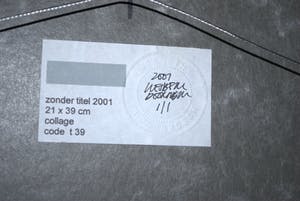 zonder titel 2001
21 x 39 cm
collage
code t 39
2001
1/1